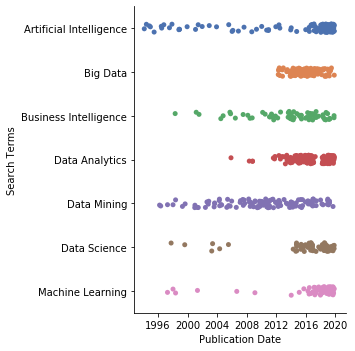 Artificial Intelligence
Big Data
Business Intelligence
Data Analytics
Data Mining
Data Science
Machine Learning
Search Terms
1996 2000 2004 2008 2012 2016 2020
Publication Date